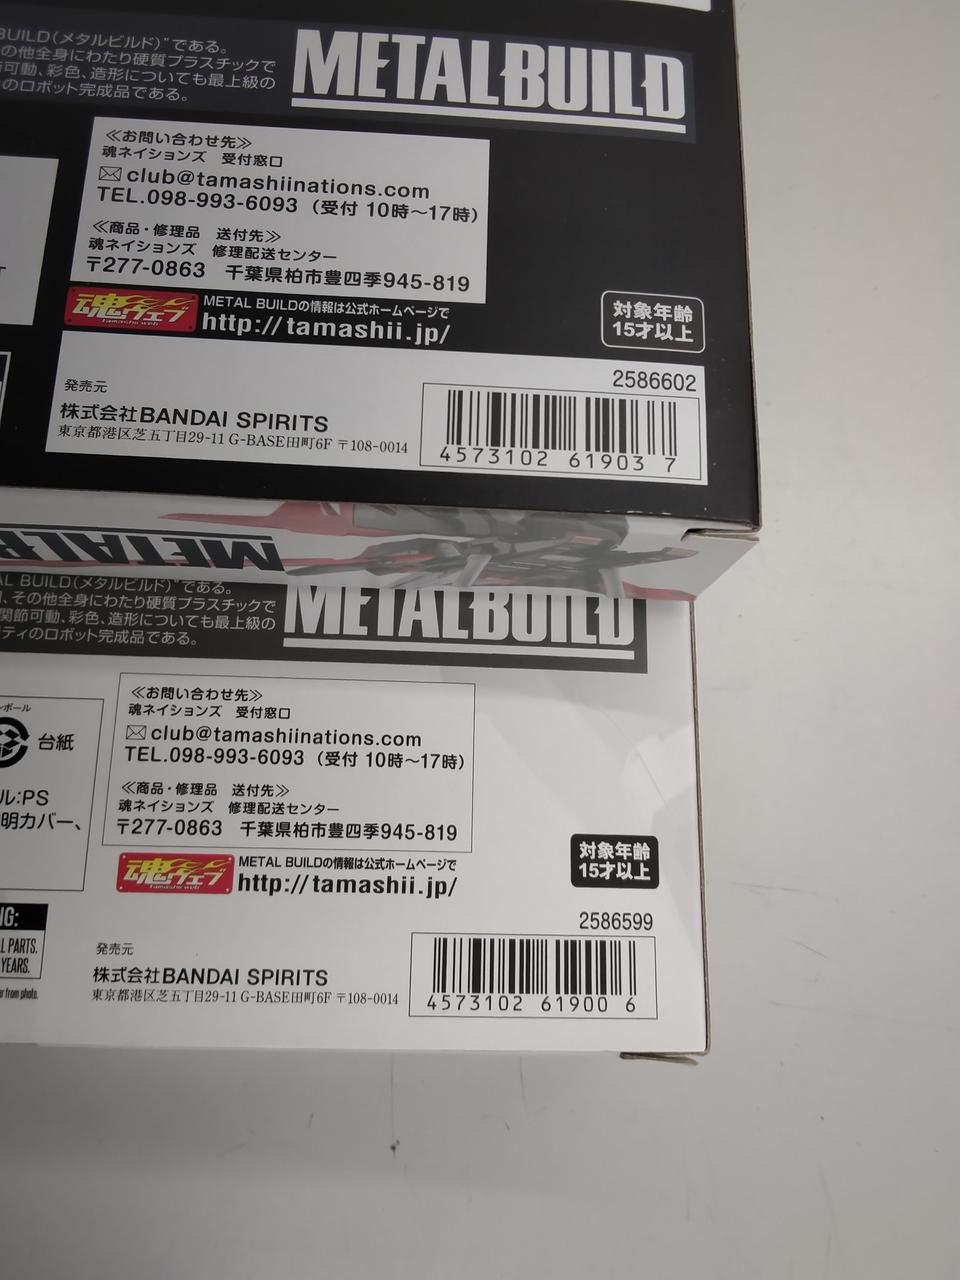 BUILD(メタルビルド)"である。
の他全身にわたり硬質プラスチックで
可動、彩色、造形についても最上級の
のロボット完成品である。
METALBUILD
≪お問い合わせ先≫
魂ネイションズ 受付窓口
club@tamashiinations.com
TEL.098-993-6093 (受付 10時〜17時)
≪商品・修理品 送付先≫
魂ネイションズ 修理配送センター
〒277-0863 千葉県柏市豊四季945-819
魂ウェブ
tamashii web
METAL BUILDの情報は公式ホームページで
http://tamashii.jp/
対象年齢
15才以上
2586602
発売元
株式会社BANDAI SPIRITS
東京都港区芝五丁目29-11 G-BASE田町6F 〒108-0014
4573102 61903 7
METALB
AL BUILD(メタルビルド)"である。
、その他全身にわたり硬質プラスチックで
関節可動、彩色、造形についても最上級の
ティのロボット完成品である。
METALBUILD
≪お問い合わせ先≫
魂ネイションズ 受付窓口
club@tamashiinations.com
TEL.098-993-6093 (受付 10時〜17時)
≪商品・修理品 送付先≫
魂ネイションズ 修理配送センター
〒277-0863 千葉県柏市豊四季945-819
ボール
台紙
ル:PS
明カバー、
魂ウェブ
tamashii web
METAL BUILDの情報は公式ホームページで
http://tamashii.jp/
対象年齢
15才以上
NG:
L PARTS.
YEARS.
er from photo.
2586599
発売元
株式会社BANDAI SPIRITS
東京都港区芝五丁目29-11 G-BASE田町6F 〒108-0014
4573102 61900 6